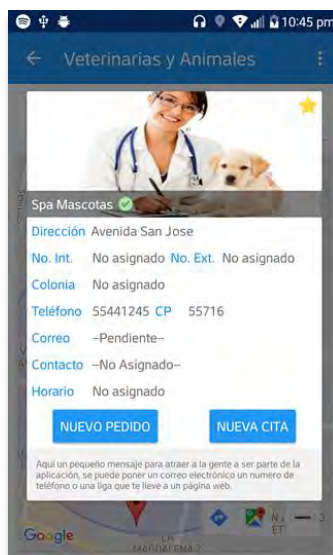 10:45 pm
Veterinarias y Animales
Spa Mascotas
Dirección Avenida San Jose
No. Int. No asignado No. Ext. No asignado
Colonia No asignado
Teléfono 55441245 CP 55716
Correo --Pendiente--
Contacto --No Asignado--
Horario No asignado
NUEVO PEDIDO NUEVA CITA
Aqui un pequeño mensaje para atraer a la gente a ser parte de la
aplicación, se puede poner un correo electrónico un numero de
teléfono o una liga que te lleve a un página web.
Google
LA
MAGDALENA